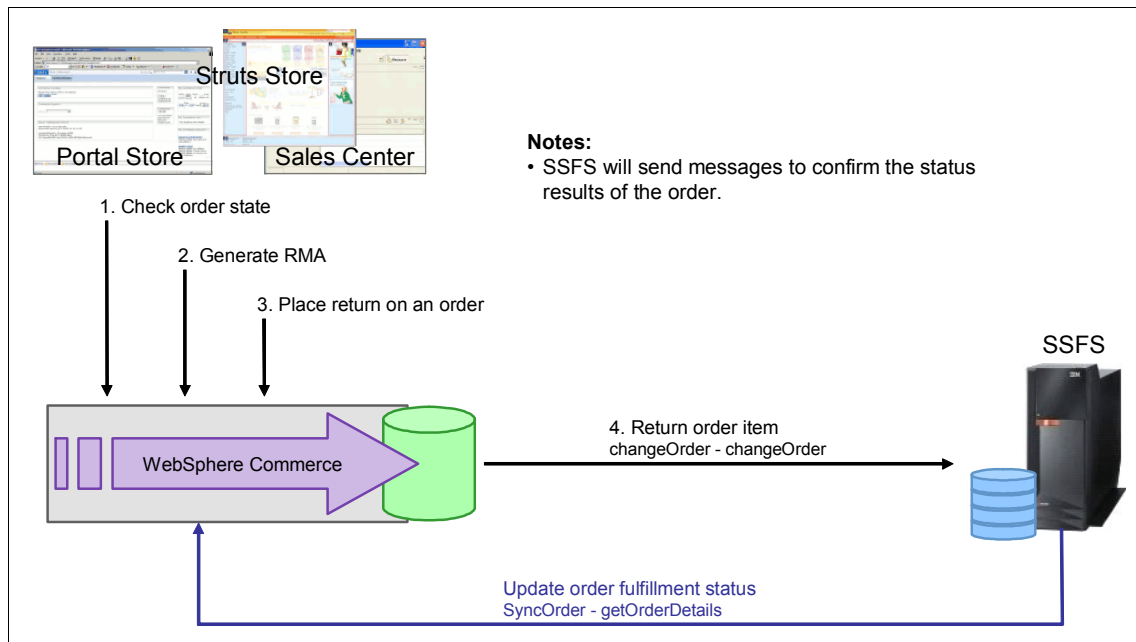 Struts Store
Portal Store
Sales Center
Notes:
• SSFS will send messages to confirm the status
results of the order.
1. Check order state
2. Generate RMA
3. Place return on an order
SSFS
IBM
WebSphere Commerce
4. Return order item
changeOrder - changeOrder
Update order fulfillment status
SyncOrder - getOrderDetails